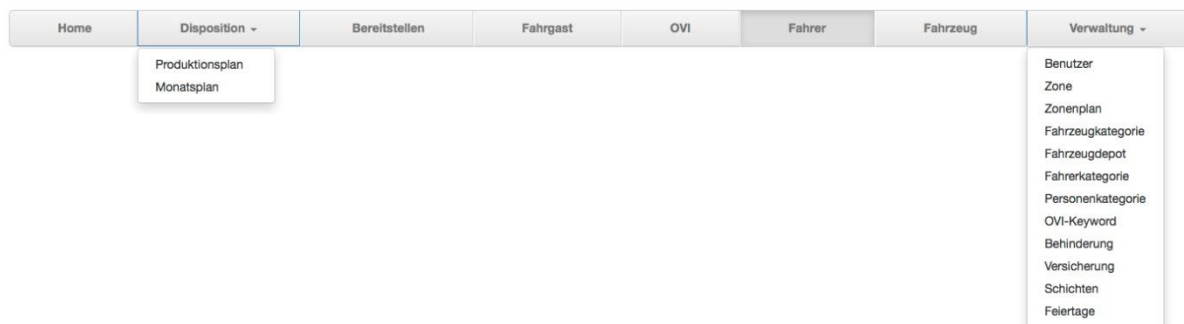 Home Disposition Bereitstellen Fahrgast OVI Fahrer Fahrzeug Verwaltung
Produktionsplan
Monatsplan
Benutzer
Zone
Zonenplan
Fahrzeugkategorie
Fahrzeugdepot
Fahrerkategorie
Personenkategorie
OVI-Keyword
Behinderung
Versicherung
Schichten
Feiertage